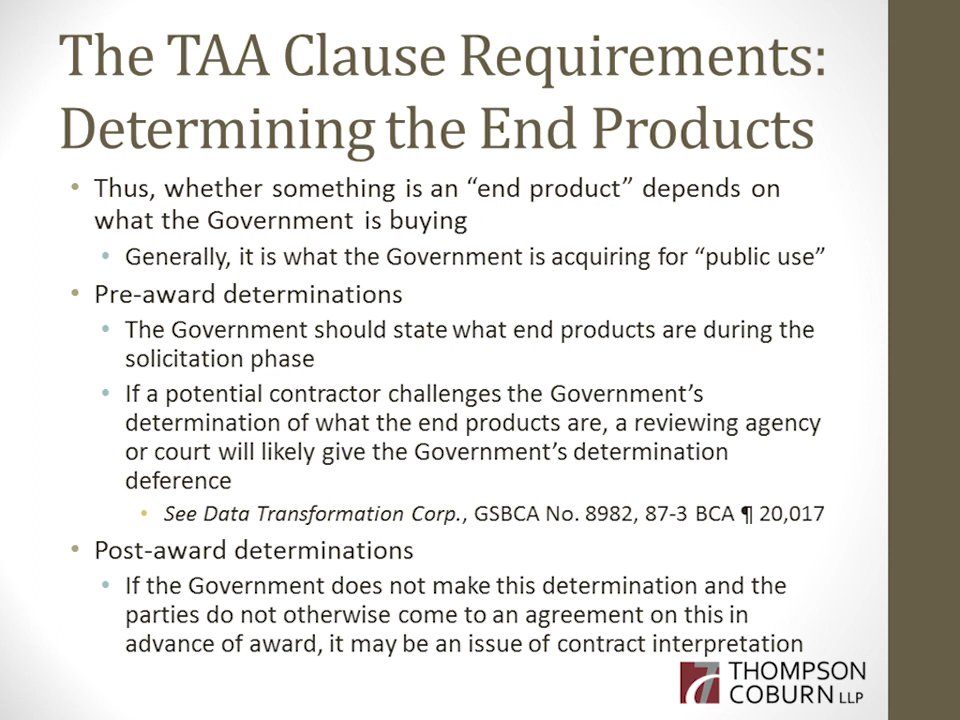 The TAA Clause Requirements:
Determining the End Products
• Thus, whether something is an “end product” depends on
what the Government is buying
• Generally, it is what the Government is acquiring for “public use”
• Pre-award determinations
• The Government should state what end products are during the
solicitation phase
• If a potential contractor challenges the Government’s
determination of what the end products are, a reviewing agency
or court will likely give the Government’s determination
deference
• See Data Transformation Corp., GSBCA No. 8982, 87-3 BCA ¶ 20,017
• Post-award determinations
• If the Government does not make this determination and the
parties do not otherwise come to an agreement on this in
advance of award, it may be an issue of contract interpretation
THOMPSON
COBURN LLP